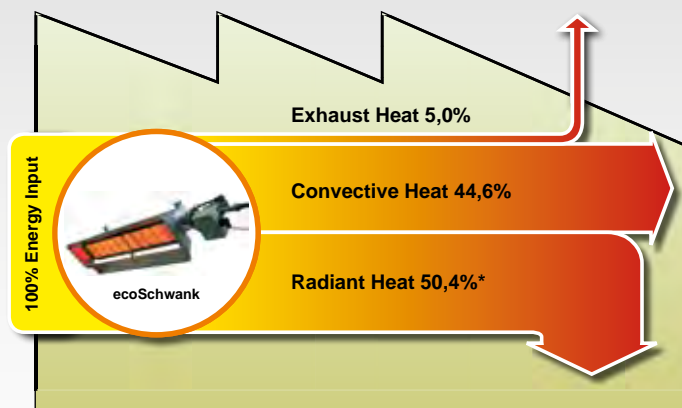 Exhaust Heat 5,0%
100% Energy Input
Convective Heat 44,6%
ecoSchwank
Radiant Heat 50,4%*